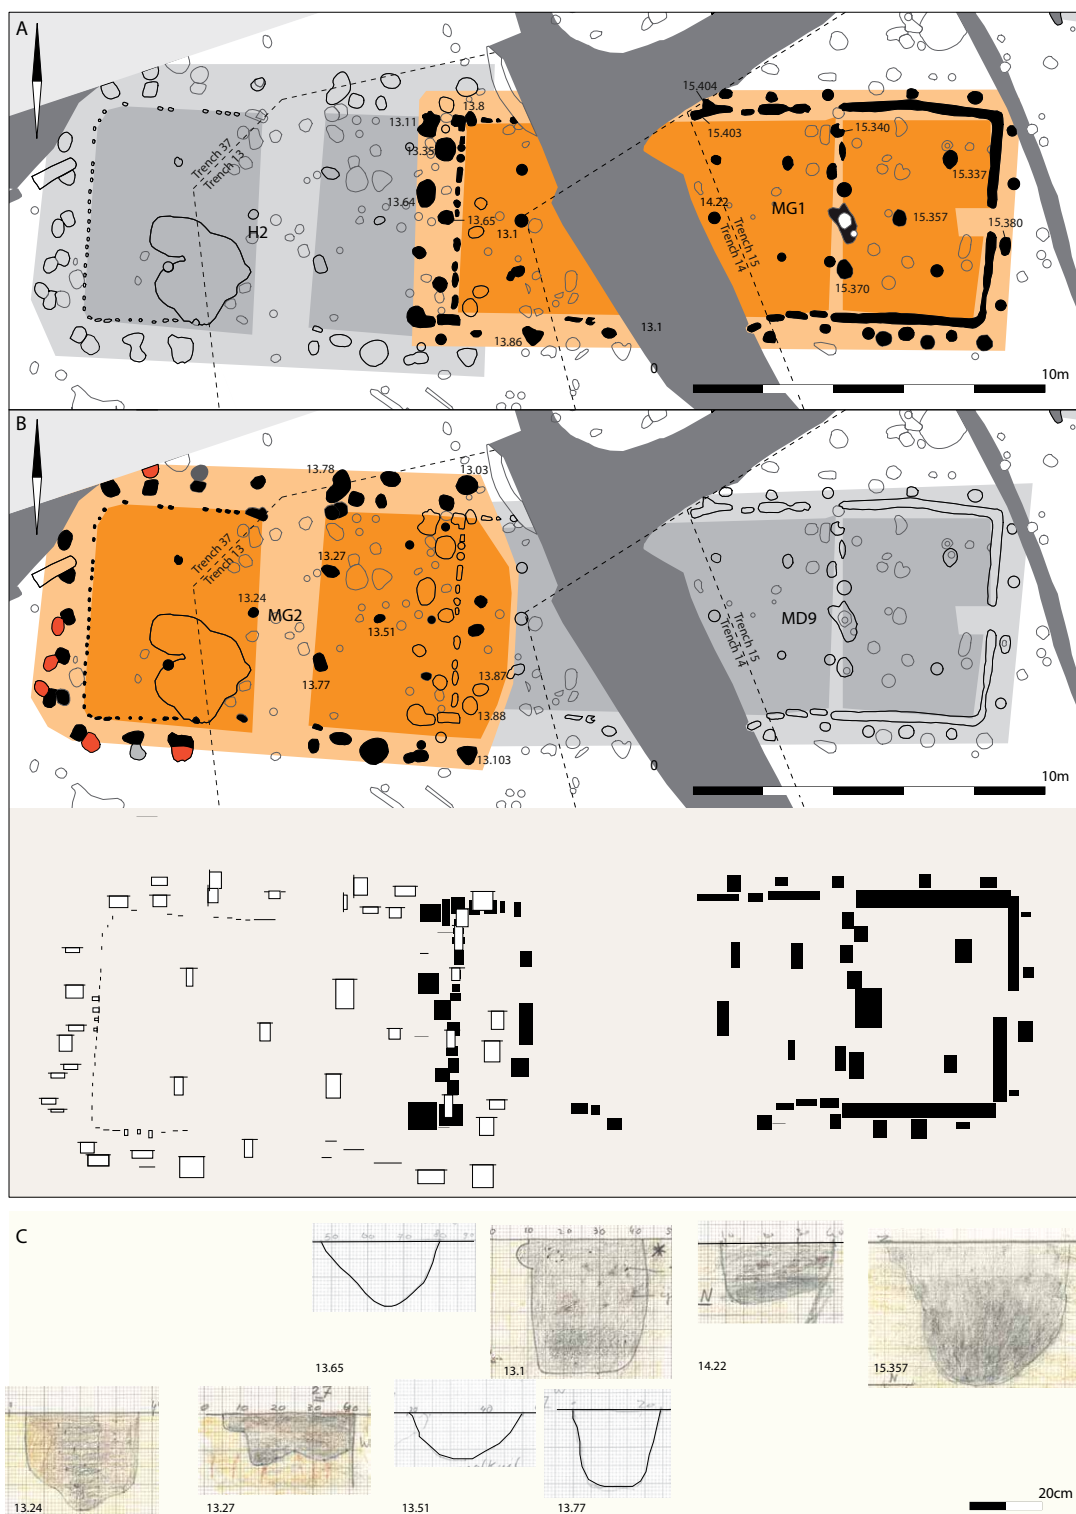 A
13.8
15.404
13.11
15.403
15.340
13.35
Trench 37
Trench 13
15.337
13.64
14.22
MG1
13.65
15.357
H2
13.1
15.380
Trench 15
Trench 14
15.370
13.1
13.86
0
10m
B
13.78
13.03
Trench 37
Trench 13
13.27
13.24
MG2
13.51
MD9
Trench 15
Trench 14
13.87
13.77
13.88
13.103
0
10m
C
13.65
13.1
14.22
15.357
13.24
13.27
13.51
13.77
20cm